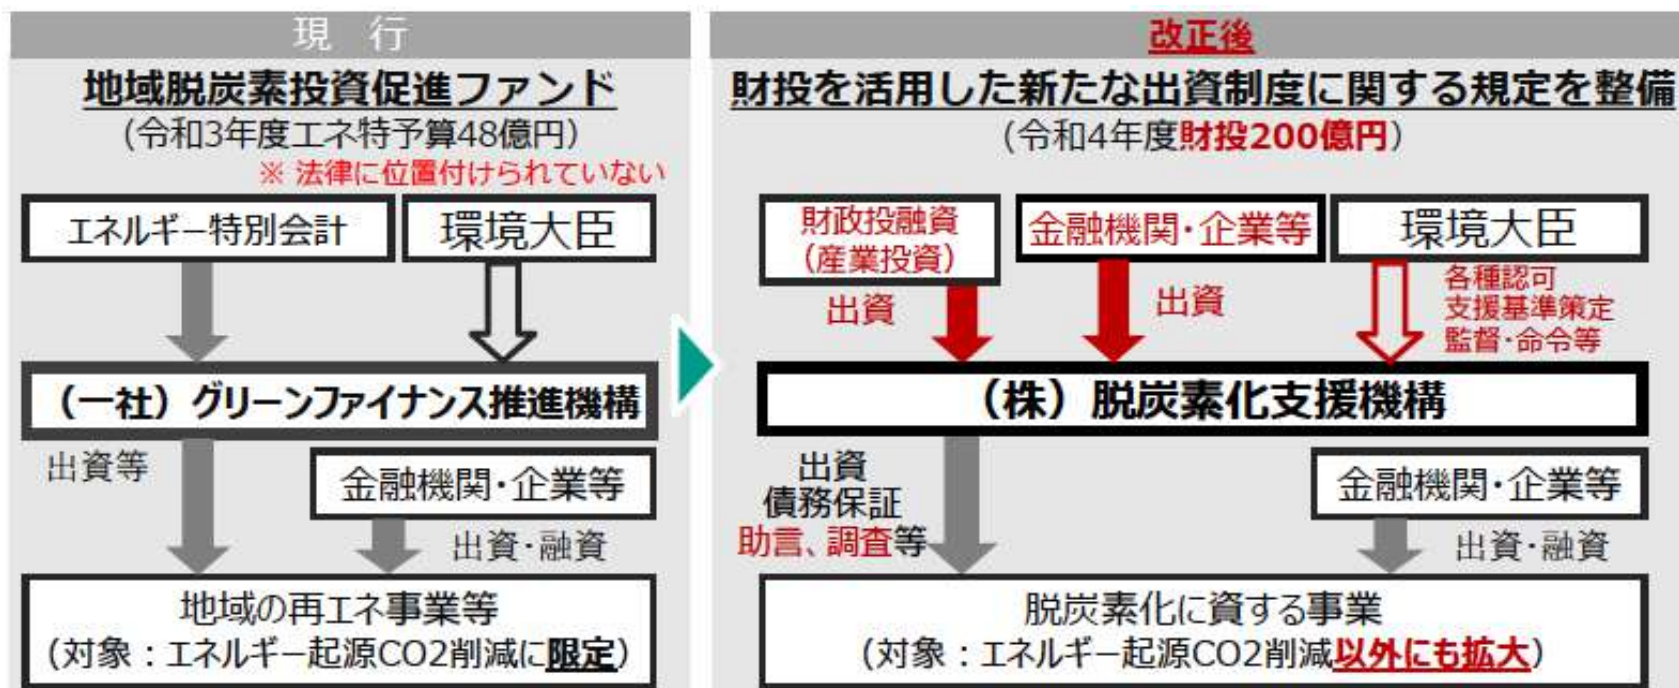 現 行
地域脱炭素投資促進ファンド
(令和3年度エネ特予算48億円)
※ 法律に位置付けられていない
エネルギー特別会計
環境大臣
(一社) グリーンファイナンス推進機構
出資等
金融機関・企業等
出資・融資
地域の再エネ事業等
(対象:エネルギー起源CO2削減に限定)
改正後
財投を活用した新たな出資制度に関する規定を整備
(令和4年度財投200億円)
財政投融資
(産業投資)
金融機関・企業等
環境大臣
出資
出資
各種認可
支援基準策定
監督・命令等
(株) 脱炭素化支援機構
出資
債務保証
助言、調査等
金融機関・企業等
出資・融資
脱炭素化に資する事業
(対象:エネルギー起源CO2削減以外にも拡大)